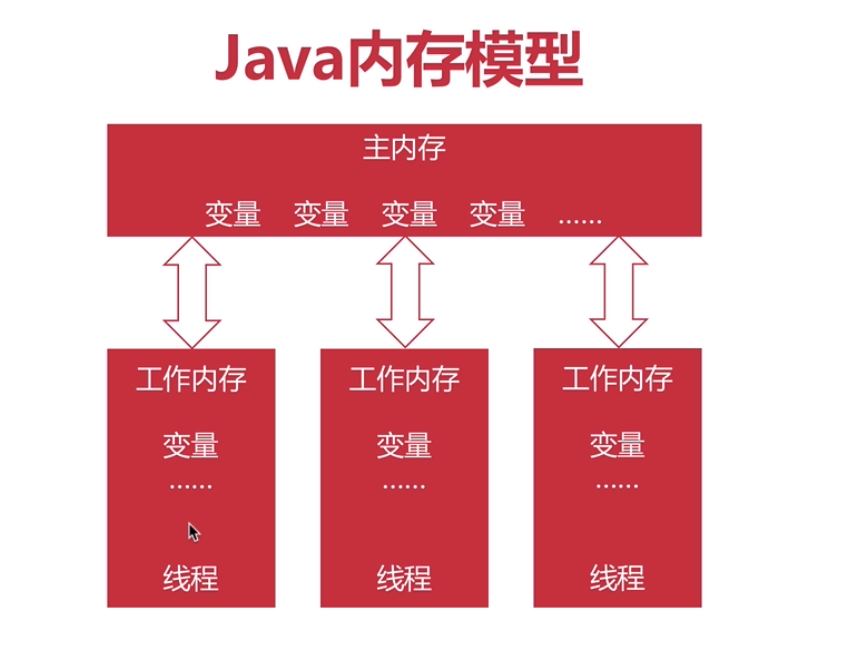 Java内存模型
主内存
变量 变量 变量 变量 ......
工作内存 工作内存 工作内存
变量 变量 变量
...... ...... ......
线程 线程 线程